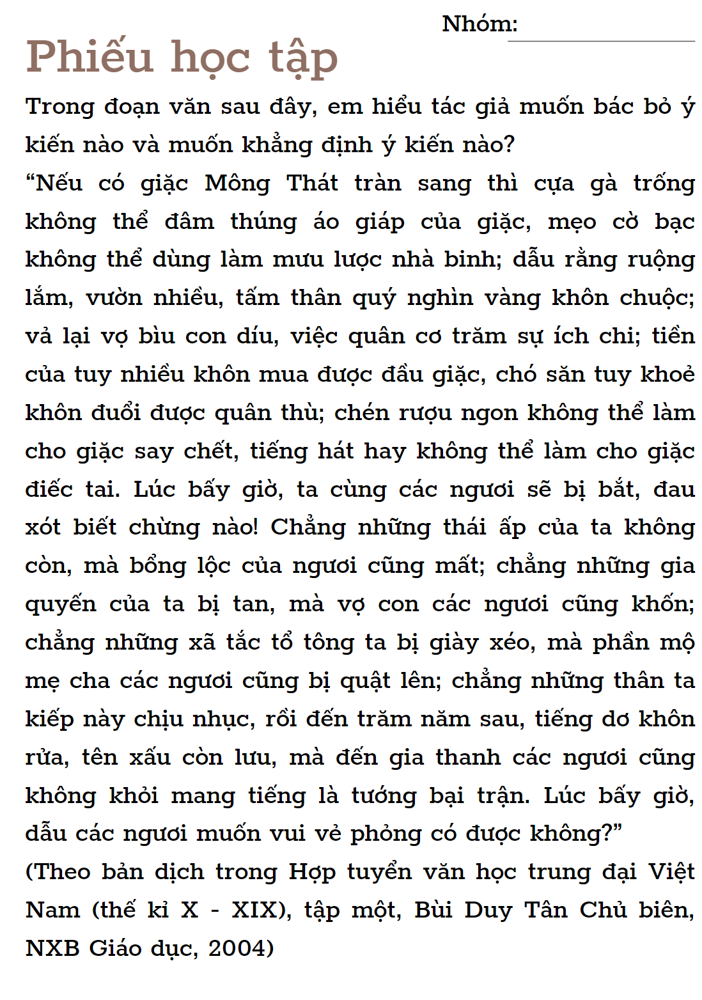 Nhóm:
Phiếu học tập
Trong đoạn văn sau đây, em hiểu tác giả muốn bác bỏ ý
kiến nào và muốn khẳng định ý kiến nào?
“Nếu có giặc Mông Thát tràn sang thì cựa gà trống
không thể đâm thúng áo giáp của giặc, mẹo cờ bạc
không thể dùng làm mưu lược nhà binh; dẫu rằng ruộng
lắm, vườn nhiều, tấm thân quý nghìn vàng khôn chuộc;
vả lại vợ bìu con díu, việc quân cơ trăm sự ích chi; tiền
của tuy nhiều khôn mua được đầu giặc, chó săn tuy khoẻ
khôn đuổi được quân thù; chén rượu ngon không thể làm
cho giặc say chết, tiếng hát hay không thể làm cho giặc
điếc tai. Lúc bấy giờ, ta cùng các ngươi sẽ bị bắt, đau
xót biết chừng nào! Chẳng những thái ấp của ta không
còn, mà bổng lộc của ngươi cũng mất; chẳng những gia
quyến của ta bị tan, mà vợ con các ngươi cũng khốn;
chẳng những xã tắc tổ tông ta bị giày xéo, mà phần mộ
mẹ cha các ngươi cũng bị quật lên; chẳng những thân ta
kiếp này chịu nhục, rồi đến trăm năm sau, tiếng dơ khôn
rửa, tên xấu còn lưu, mà đến gia thanh các ngươi cũng
không khỏi mang tiếng là tướng bại trận. Lúc bấy giờ,
dẫu các ngươi muốn vui vẻ phỏng có được không?”
(Theo bản dịch trong Hợp tuyển văn học trung đại Việt
Nam (thế kỉ X - XIX), tập một, Bùi Duy Tân Chủ biên,
NXB Giáo dục, 2004)